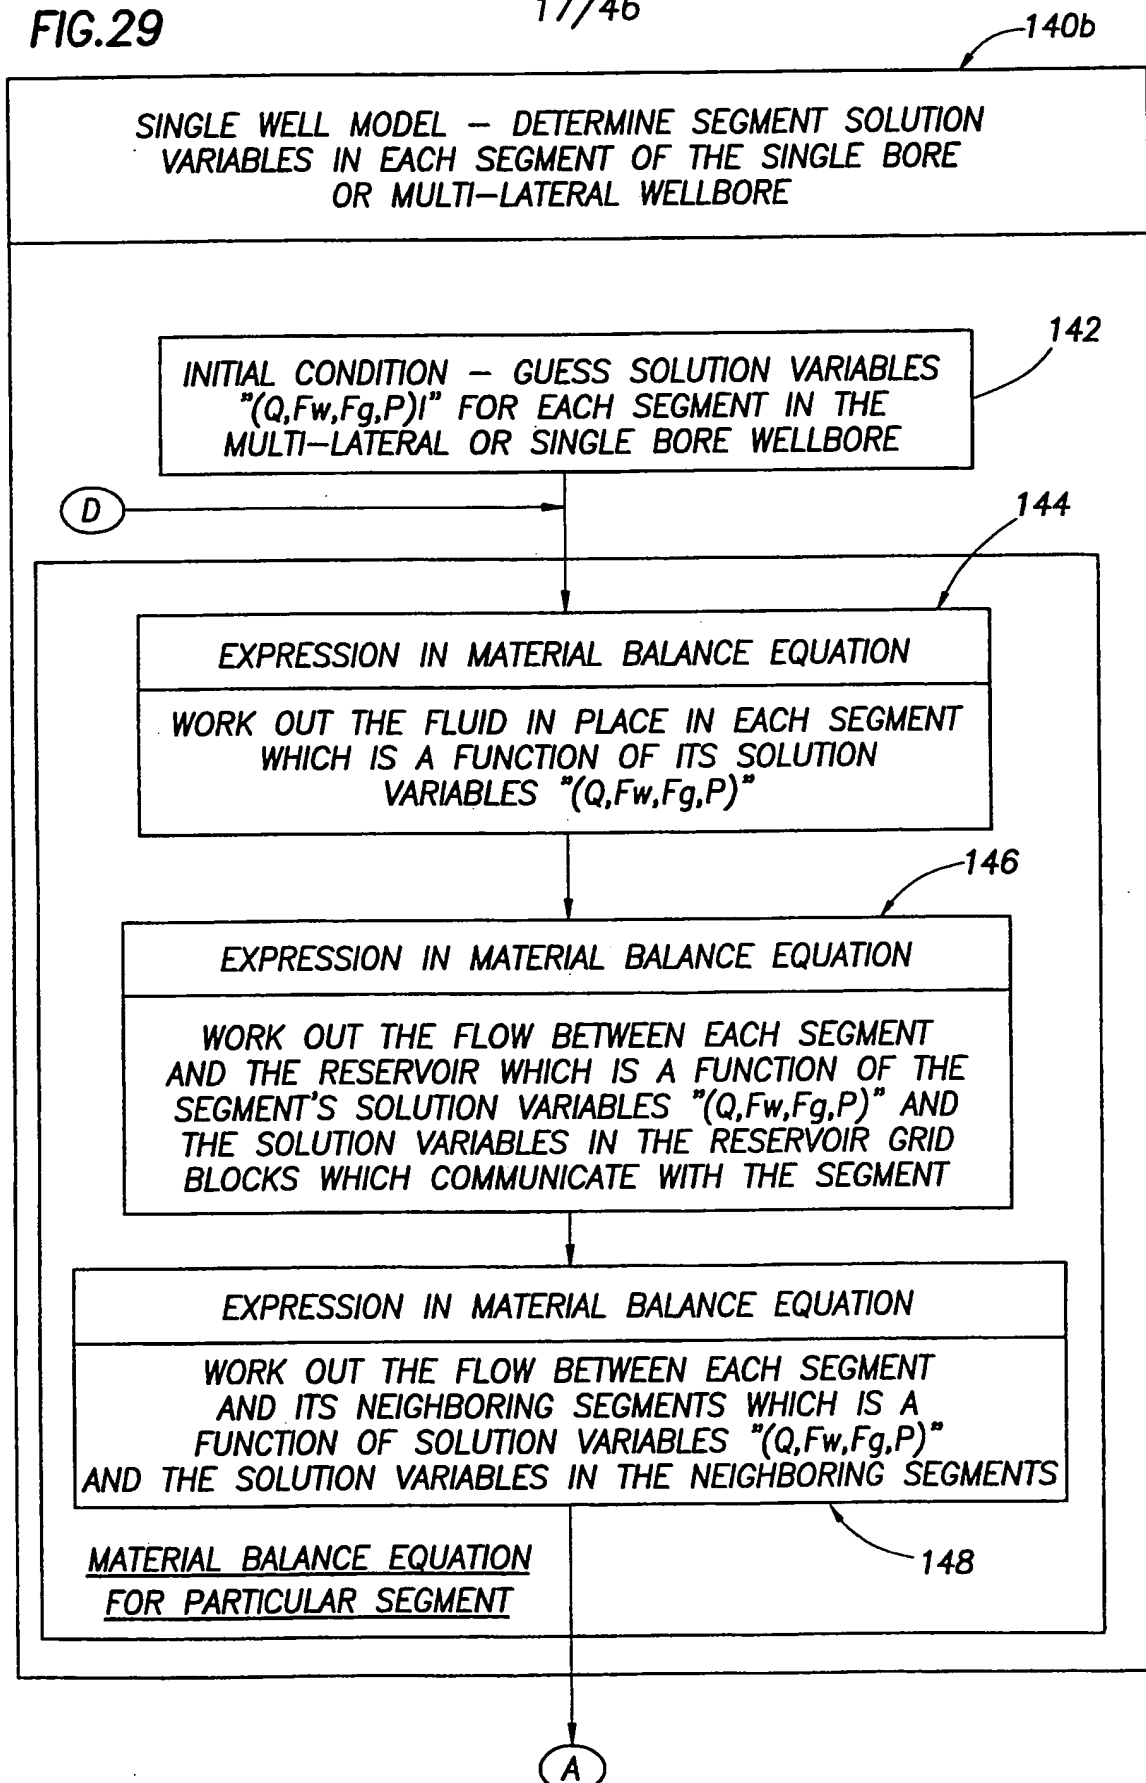 FIG.29
17/46
140b
SINGLE WELL MODEL – DETERMINE SEGMENT SOLUTION
VARIABLES IN EACH SEGMENT OF THE SINGLE BORE
OR MULTI–LATERAL WELLBORE
142
INITIAL CONDITION – GUESS SOLUTION VARIABLES
"(Q,Fw,Fg,P)I" FOR EACH SEGMENT IN THE
MULTI–LATERAL OR SINGLE BORE WELLBORE
D
144
EXPRESSION IN MATERIAL BALANCE EQUATION
WORK OUT THE FLUID IN PLACE IN EACH SEGMENT
WHICH IS A FUNCTION OF ITS SOLUTION
VARIABLES "(Q,Fw,Fg,P)"
146
EXPRESSION IN MATERIAL BALANCE EQUATION
WORK OUT THE FLOW BETWEEN EACH SEGMENT
AND THE RESERVOIR WHICH IS A FUNCTION OF THE
SEGMENT'S SOLUTION VARIABLES "(Q,Fw,Fg,P)" AND
THE SOLUTION VARIABLES IN THE RESERVOIR GRID
BLOCKS WHICH COMMUNICATE WITH THE SEGMENT
EXPRESSION IN MATERIAL BALANCE EQUATION
WORK OUT THE FLOW BETWEEN EACH SEGMENT
AND ITS NEIGHBORING SEGMENTS WHICH IS A
FUNCTION OF SOLUTION VARIABLES "(Q,Fw,Fg,P)"
AND THE SOLUTION VARIABLES IN THE NEIGHBORING SEGMENTS
148
MATERIAL BALANCE EQUATION
FOR PARTICULAR SEGMENT
A